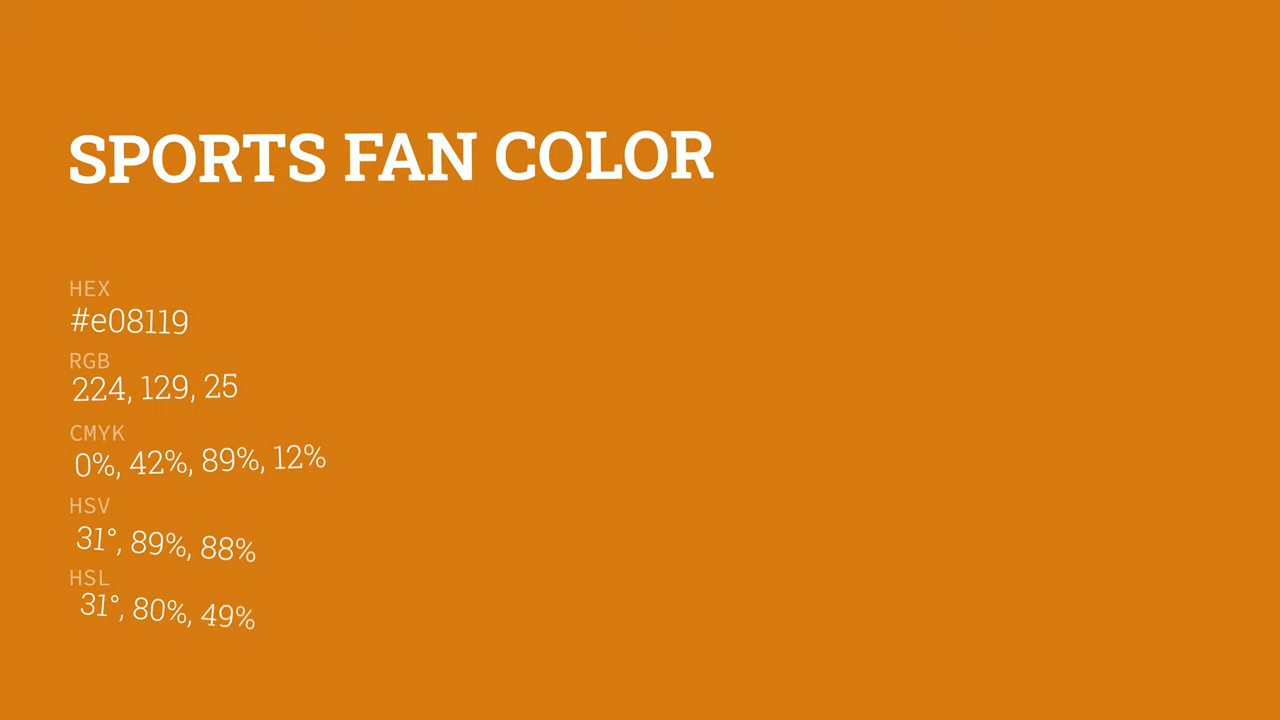 SPORTS FAN COLOR
HEX
#e08119
RGB
224, 129, 25
CMYK
0%, 42%, 89%, 12%
HSV
31°, 89%, 88%
HSL
31°, 80%, 49%